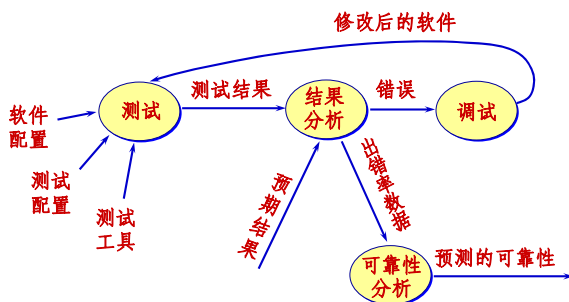 修改后的软件
测试结果
错误
测试
结果
分析
调试
软件
配置
测试
配置
测试
工具
预期结果
出错率数据
可靠性
分析
预测的可靠性